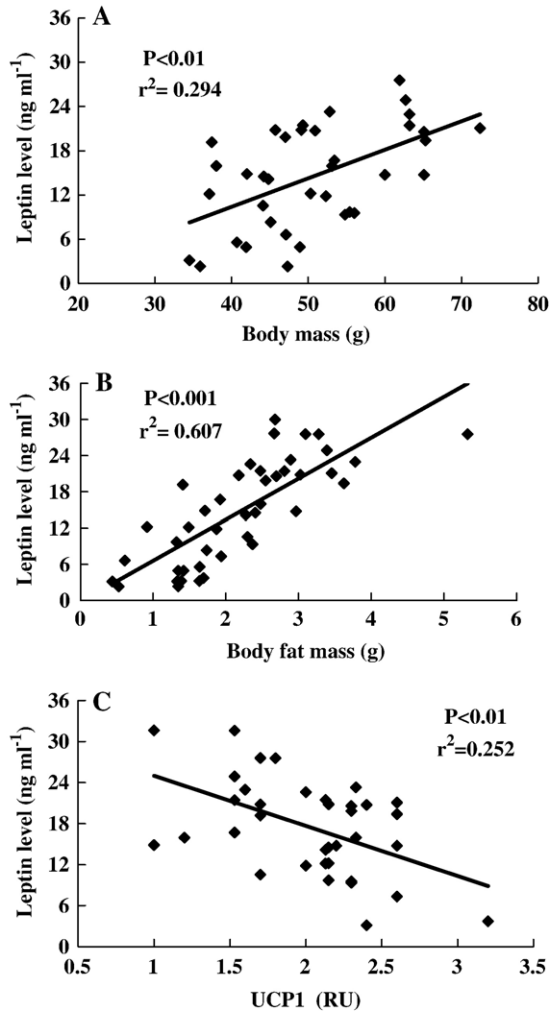 A
P<0.01
r²= 0.294
Leptin level (ng ml⁻¹)
36
30
24
18
12
6
0
20 30 40 50 60 70 80
Body mass (g)
B
P<0.001
r²= 0.607
Leptin level (ng ml⁻¹)
36
30
24
18
12
6
0
0 1 2 3 4 5 6
Body fat mass (g)
C
P<0.01
r²=0.252
Leptin level (ng ml⁻¹)
36
30
24
18
12
6
0
0.5 1 1.5 2 2.5 3 3.5
UCP1 (RU)